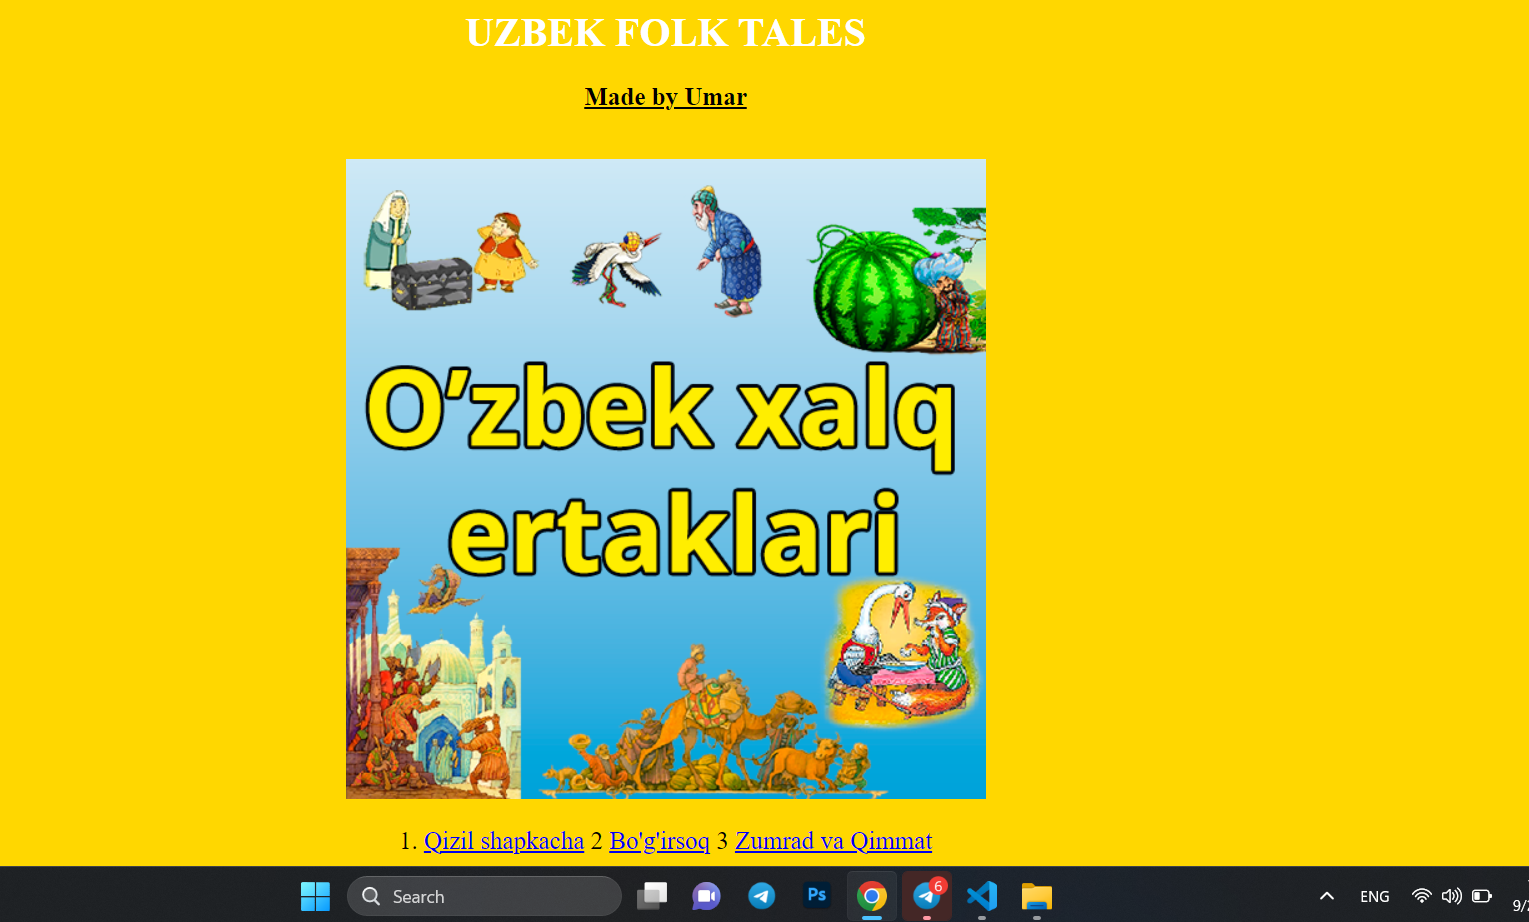 UZBEK FOLK TALES
Made by Umar
O'zbek xalq
ertaklari
1. Qizil shapkacha 2 Bo'g'irsoq 3 Zumrad va Qimmat
Search
Ps
6
ENG
9/